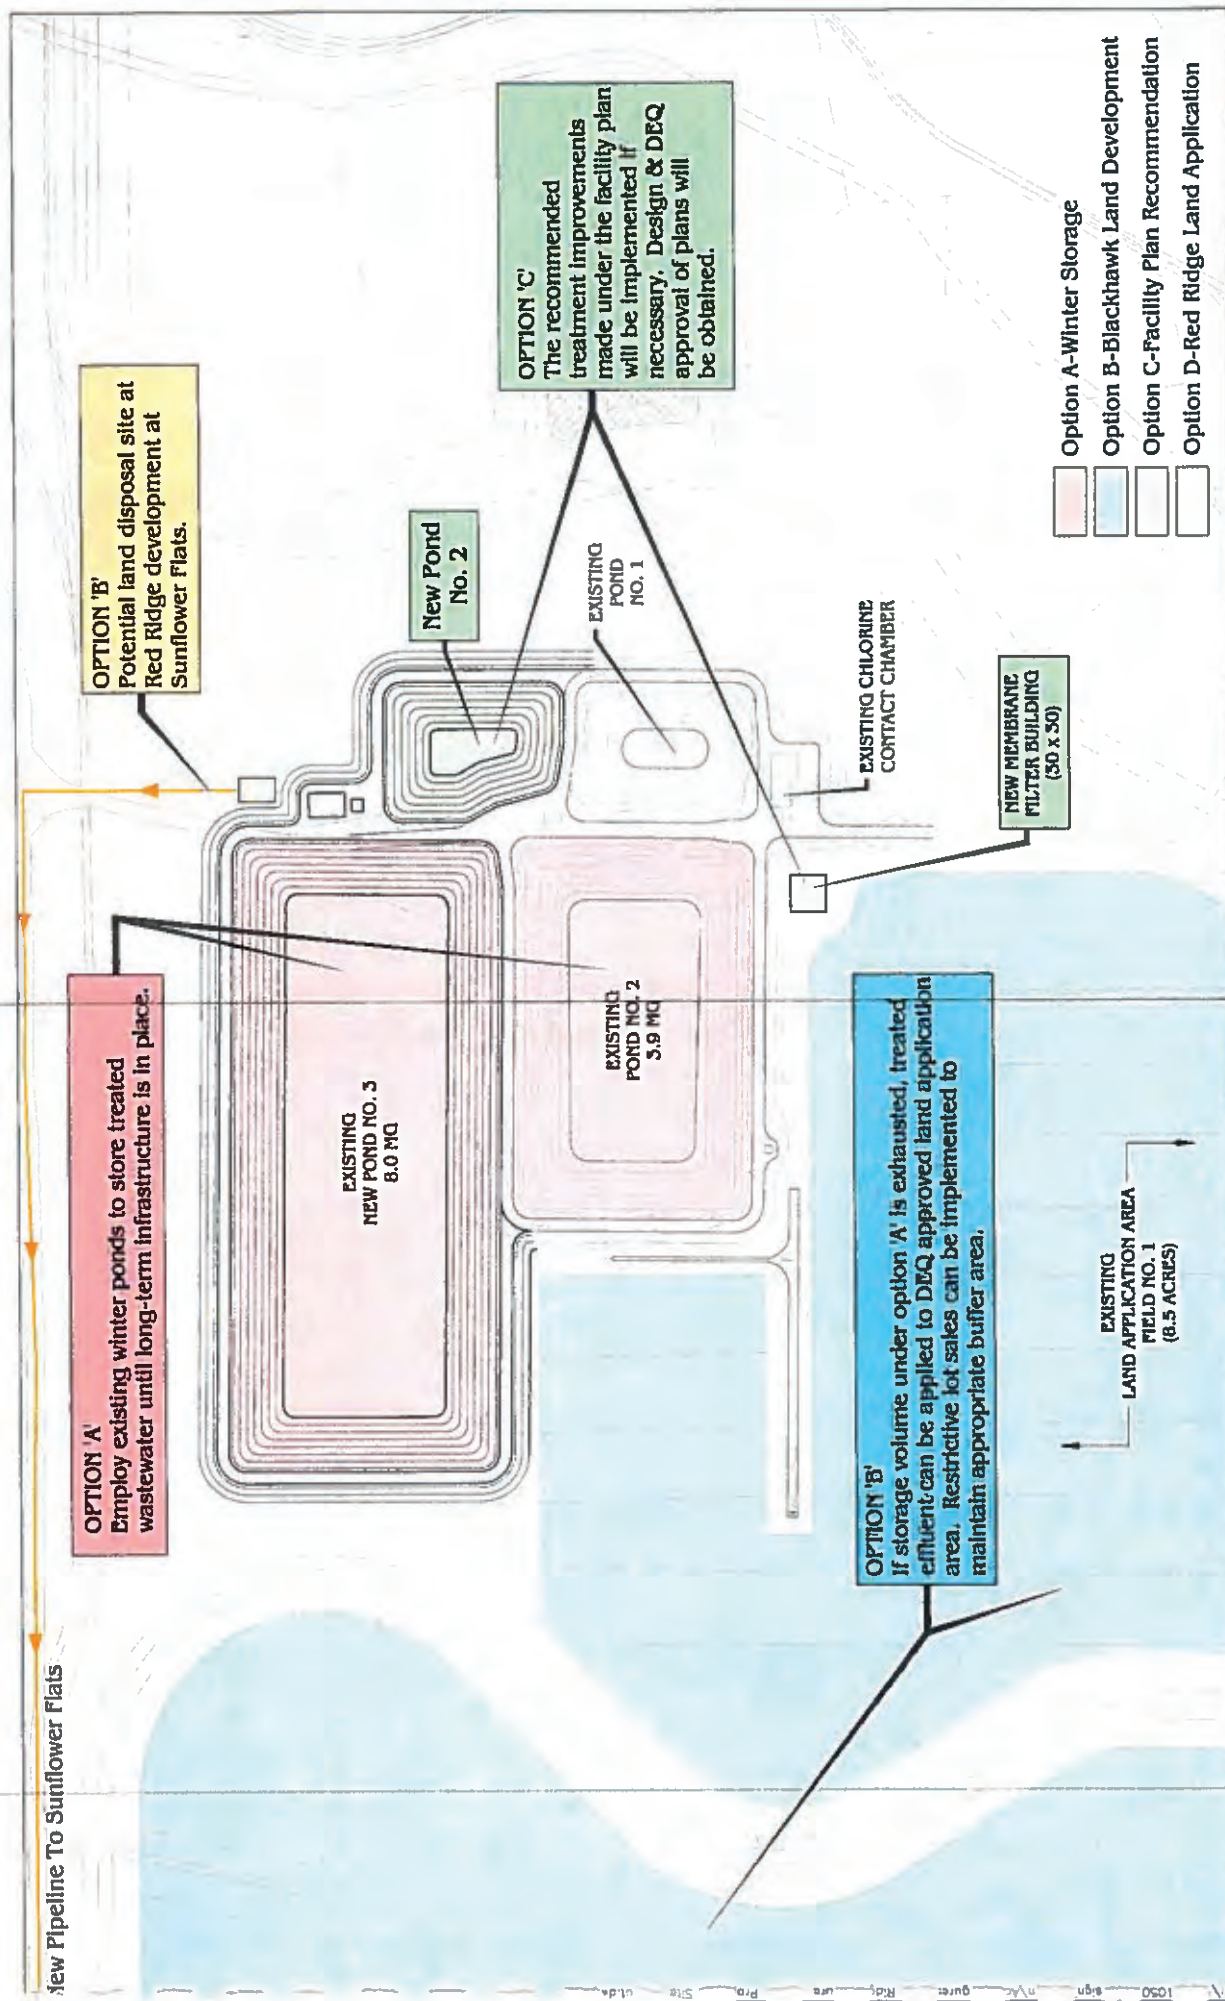 New Pipeline To Sunflower Flats
OPTION 'A'
Employ existing winter ponds to store treated
wastewater until long-term infrastructure is in place.
OPTION 'B'
Potential land disposal site at
Red Ridge development at
Sunflower Flats.
New Pond
No. 2
OPTION 'C'
The recommended
treatment improvements
made under the facility plan
will be implemented if
necessary. Design & DEQ
approval of plans will
be obtained.
EXISTING
NEW POND NO. 3
8.0 MG
EXISTING
POND NO. 2
3.9 MG
EXISTING
POND
NO. 1
EXISTING CHLORINE
CONTACT CHAMBER
NEW MEMBRANE
FILTER BUILDING
(50 x 50)
OPTION 'B'
If storage volume under option 'A' is exhausted, treated
effluent can be applied to DEQ approved land application
area. Restrictive lot sales can be implemented to
maintain appropriate buffer area.
EXISTING
LAND APPLICATION AREA
FIELD NO. 1
(8.5 ACRES)
Option A-Winter Storage
Option B-Blackhawk Land Development
Option C-Facility Plan Recommendation
Option D-Red Ridge Land Application